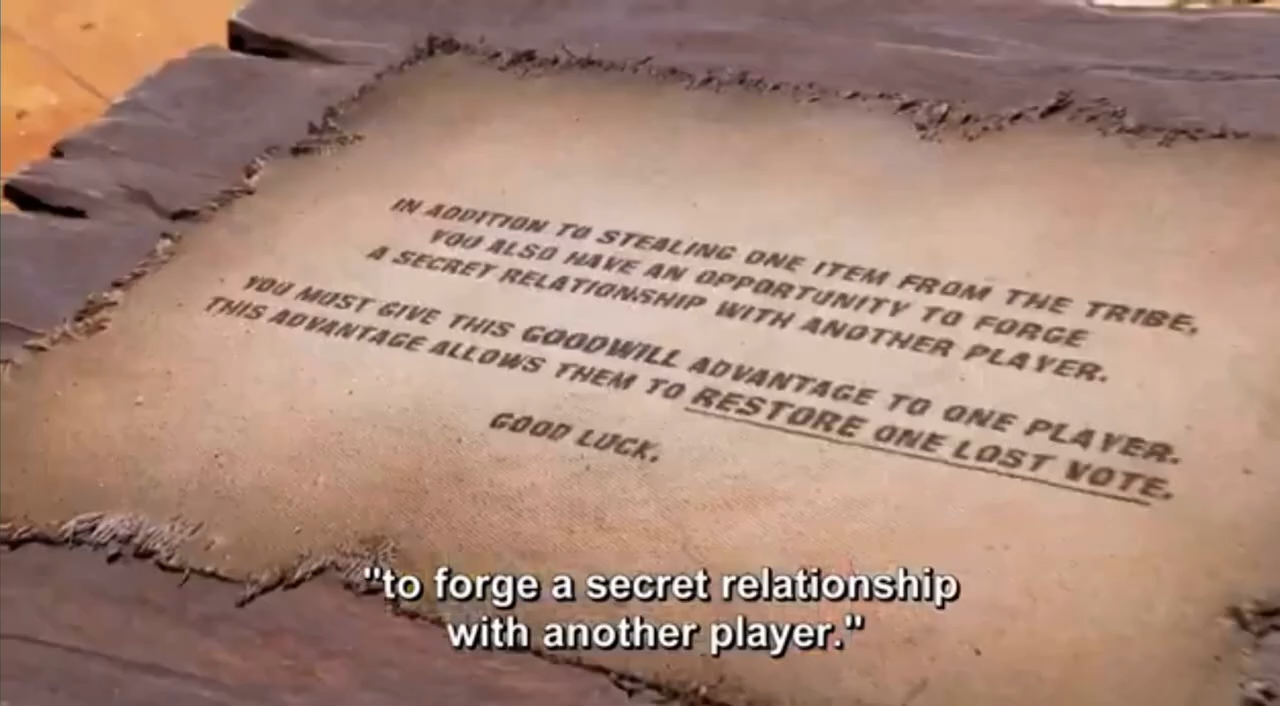 IN ADDITION TO STEALING ONE ITEM FROM THE TRIBE,
YOU ALSO HAVE AN OPPORTUNITY TO FORGE
A SECRET RELATIONSHIP WITH ANOTHER PLAYER.
YOU MUST GIVE THIS GOODWILL ADVANTAGE TO ONE PLAYER.
THIS ADVANTAGE ALLOWS THEM TO RESTORE ONE LOST VOTE.
GOOD LUCK.
"to forge a secret relationship
with another player."